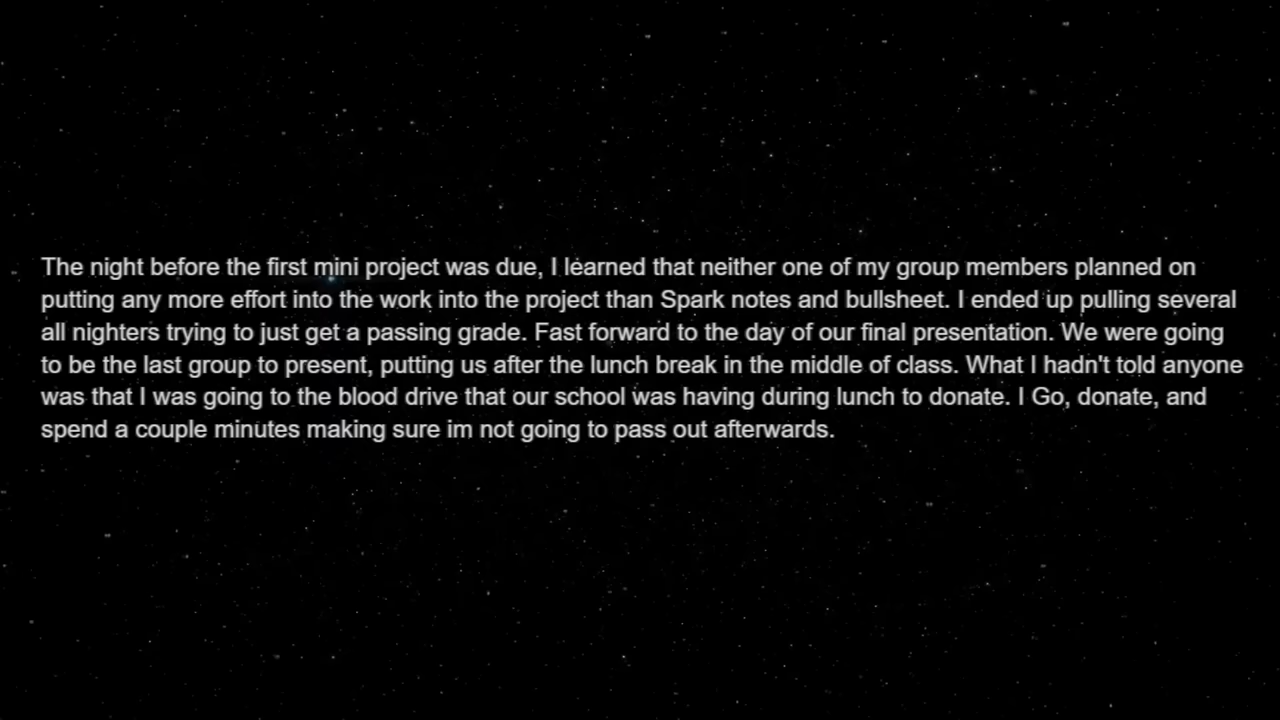 The night before the first mini project was due, I learned that neither one of my group members planned on
putting any more effort into the work into the project than Spark notes and bullsheet. I ended up pulling several
all nighters trying to just get a passing grade. Fast forward to the day of our final presentation. We were going
to be the last group to present, putting us after the lunch break in the middle of class. What I hadn't told anyone
was that I was going to the blood drive that our school was having during lunch to donate. I Go, donate, and
spend a couple minutes making sure im not going to pass out afterwards.